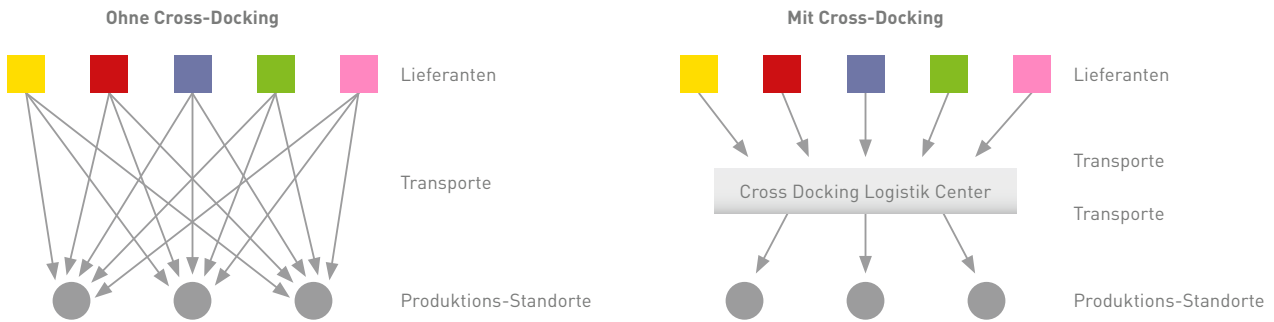 Ohne Cross-Docking
Lieferanten
Transporte
Produktions-Standorte
Mit Cross-Docking
Lieferanten
Transporte
Cross Docking Logistik Center
Transporte
Produktions-Standorte